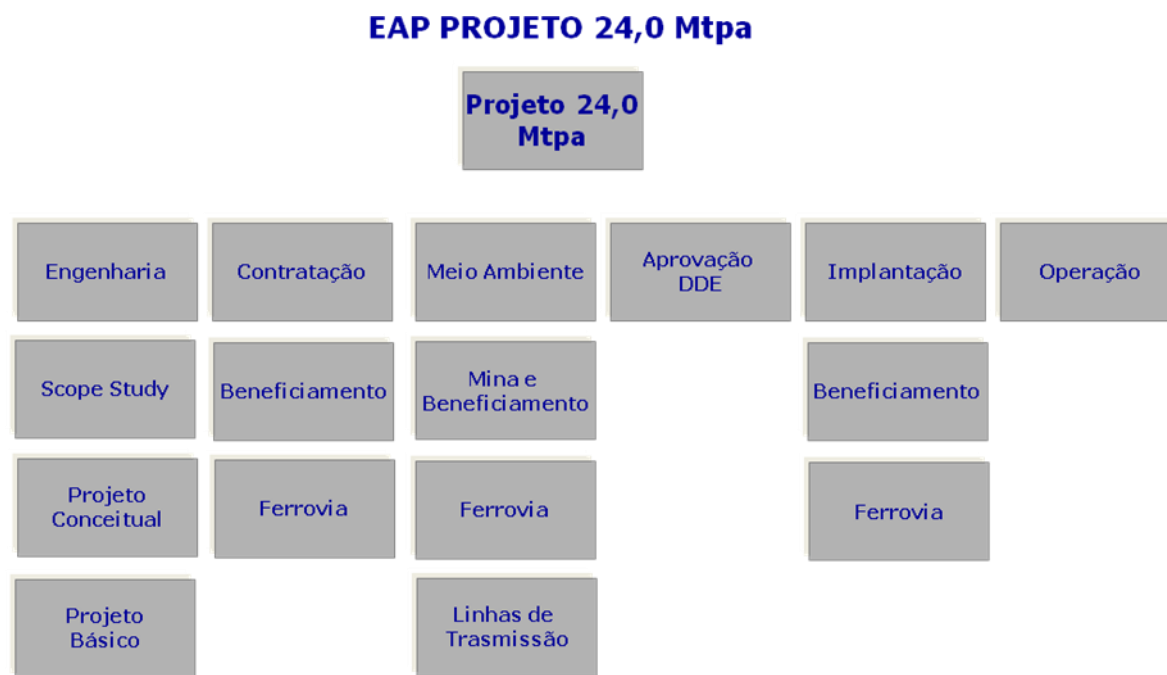 EAP PROJETO 24,0 Mtpa
Projeto 24,0
Mtpa
Engenharia
Contratação
Meio Ambiente
Aprovação
DDE
Implantação
Operação
Scope Study
Beneficiamento
Mina e
Beneficiamento
Beneficiamento
Projeto
Conceitual
Ferrovia
Ferrovia
Ferrovia
Projeto
Básico
Linhas de
Trasmissão